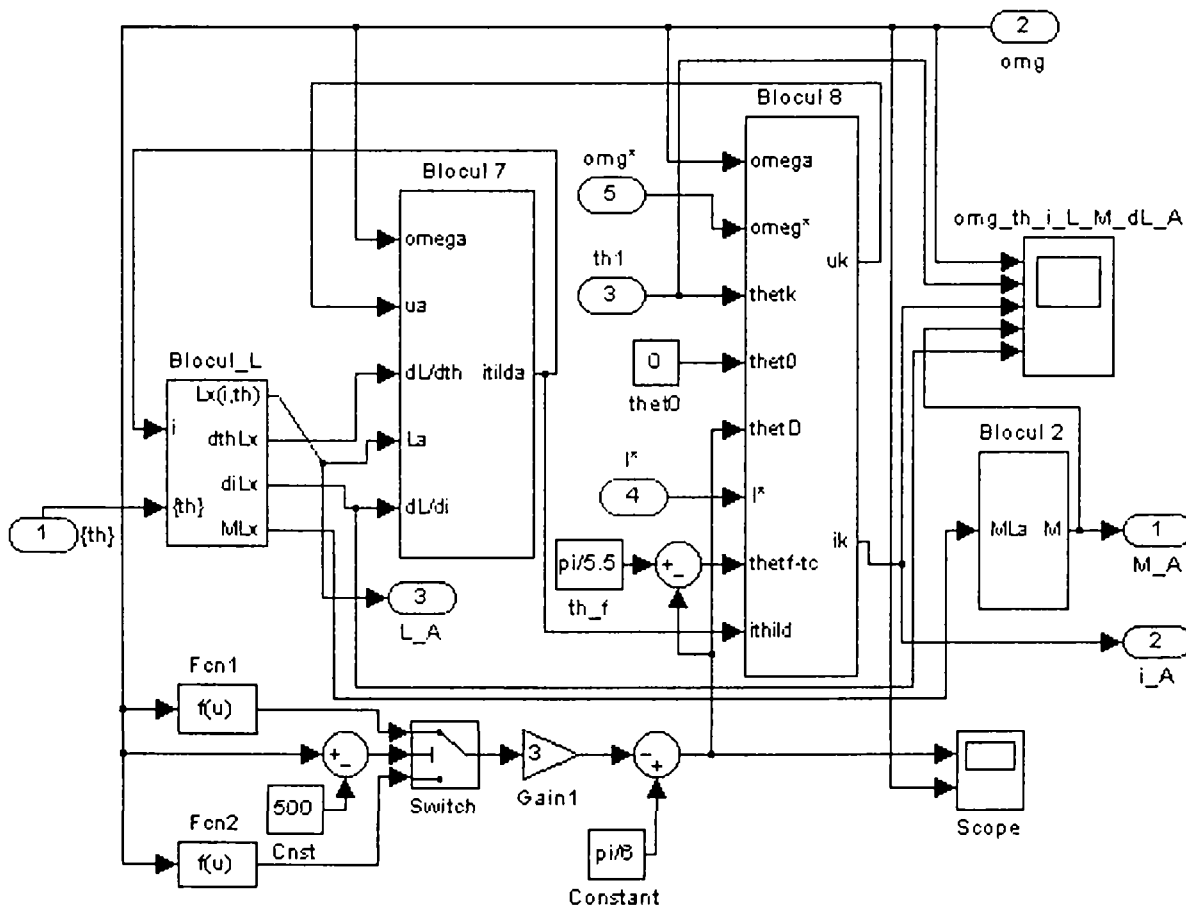 2
omg
Blocul 8
omega
omg*
5
omeg*
uk
th1
3
thetk
0
thet0
thet0
thetD
I*
4
I*
pi/5.5
th_f
+
-
thetf-tc
ik
ithild
Blocul 7
omega
ua
dL/dth
itilda
La
dL/di
Blocul_L
Lx(i,th)
i
dthLx
diLx
{th}
MLx
1
{th}
3
L_A
omg_th_i_L_M_dL_A
Blocul 2
MLa
M
1
M_A
2
i_A
Fcn1
f(u)
+
-
500
Cnst
Fcn2
f(u)
Switch
3
Gain1
-
+
Constant
Scope